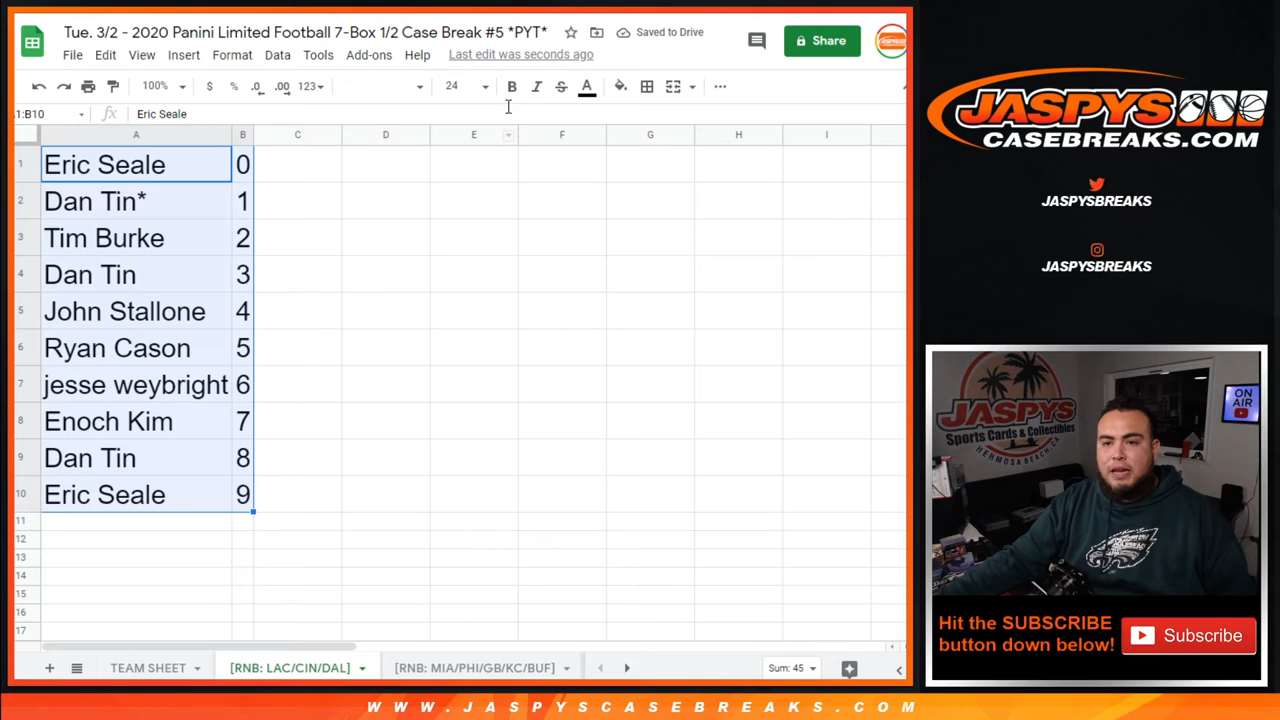 Tue. 3/2 - 2020 Panini Limited Football 7-Box 1/2 Case Break #5 *PYT*
Saved to Drive
Share
File Edit View Insert Format Data Tools Add-ons Help Last edit was seconds ago
100% $ % .0 .00 123 24 B I S A
A1:B10 fx Eric Seale
A B C D E F G H I
1 Eric Seale 0
2 Dan Tin* 1
3 Tim Burke 2
4 Dan Tin 3
5 John Stallone 4
6 Ryan Cason 5
7 jesse weybright 6
8 Enoch Kim 7
9 Dan Tin 8
10 Eric Seale 9
11
12
13
14
15
16
17
TEAM SHEET [RNB: LAC/CIN/DAL] [RNB: MIA/PHI/GB/KC/BUF] Sum: 45
JASPYS
CASEBREAKS.COM
JASPYSBREAKS
JASPYSBREAKS
JASPYS
Sports Cards & Collectibles
HERMOSA BEACH, CA
ON
AIR
Hit the SUBSCRIBE
button down below!
Subscribe
WWW.JASPYSCASEBREAKS.COM